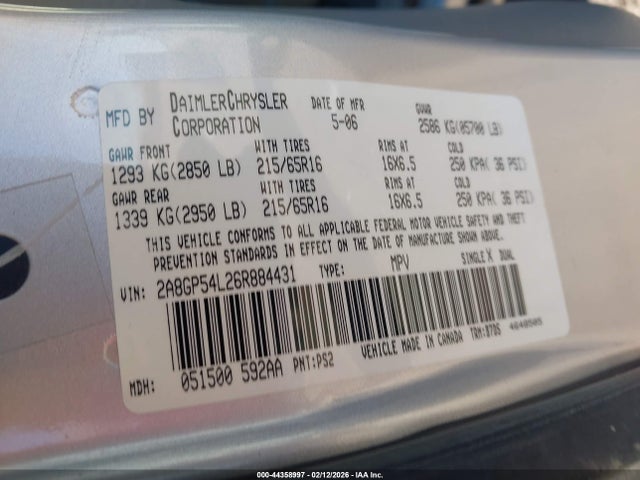 MFD BY DAIMLERCHRYSLER CORPORATION
DATE OF MFR 5-06
GVWR 2586 KG(05700 LB)
GAWR FRONT WITH TIRES RIMS AT COLD
1293 KG(2850 LB) 215/65R16 16X6.5 250 KPA( 36 PSI)
GAWR REAR WITH TIRES RIMS AT COLD
1339 KG(2950 LB) 215/65R16 16X6.5 250 KPA( 36 PSI)
THIS VEHICLE CONFORMS TO ALL APPLICABLE FEDERAL MOTOR VEHICLE SAFETY AND THEFT
PREVENTION STANDARDS IN EFFECT ON THE DATE OF MANUFACTURE SHOWN ABOVE.
VIN: 2A8GP54L26R884431 TYPE: MPV SINGLE X DUAL
MDH: 051500 592AA PNT:PS2 VEHICLE MADE IN CANADA TRM:B7D5 4648505
000-44358997 - 02/12/2026 - IAA Inc.